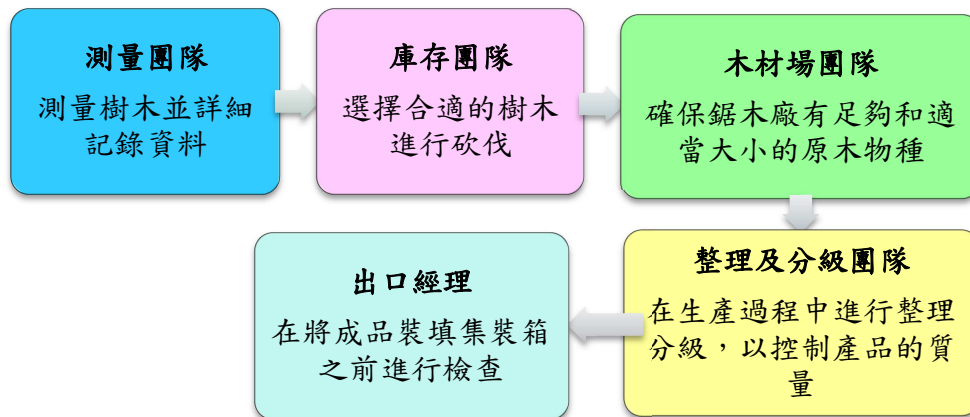 測量團隊
測量樹木並詳細
記錄資料
庫存團隊
選擇合適的樹木
進行砍伐
木材場團隊
確保鋸木廠有足夠和適
當大小的原木物種
整理及分級團隊
在生產過程中進行整理
分級，以控制產品的質
量
出口經理
在將成品裝填集裝箱
之前進行檢查